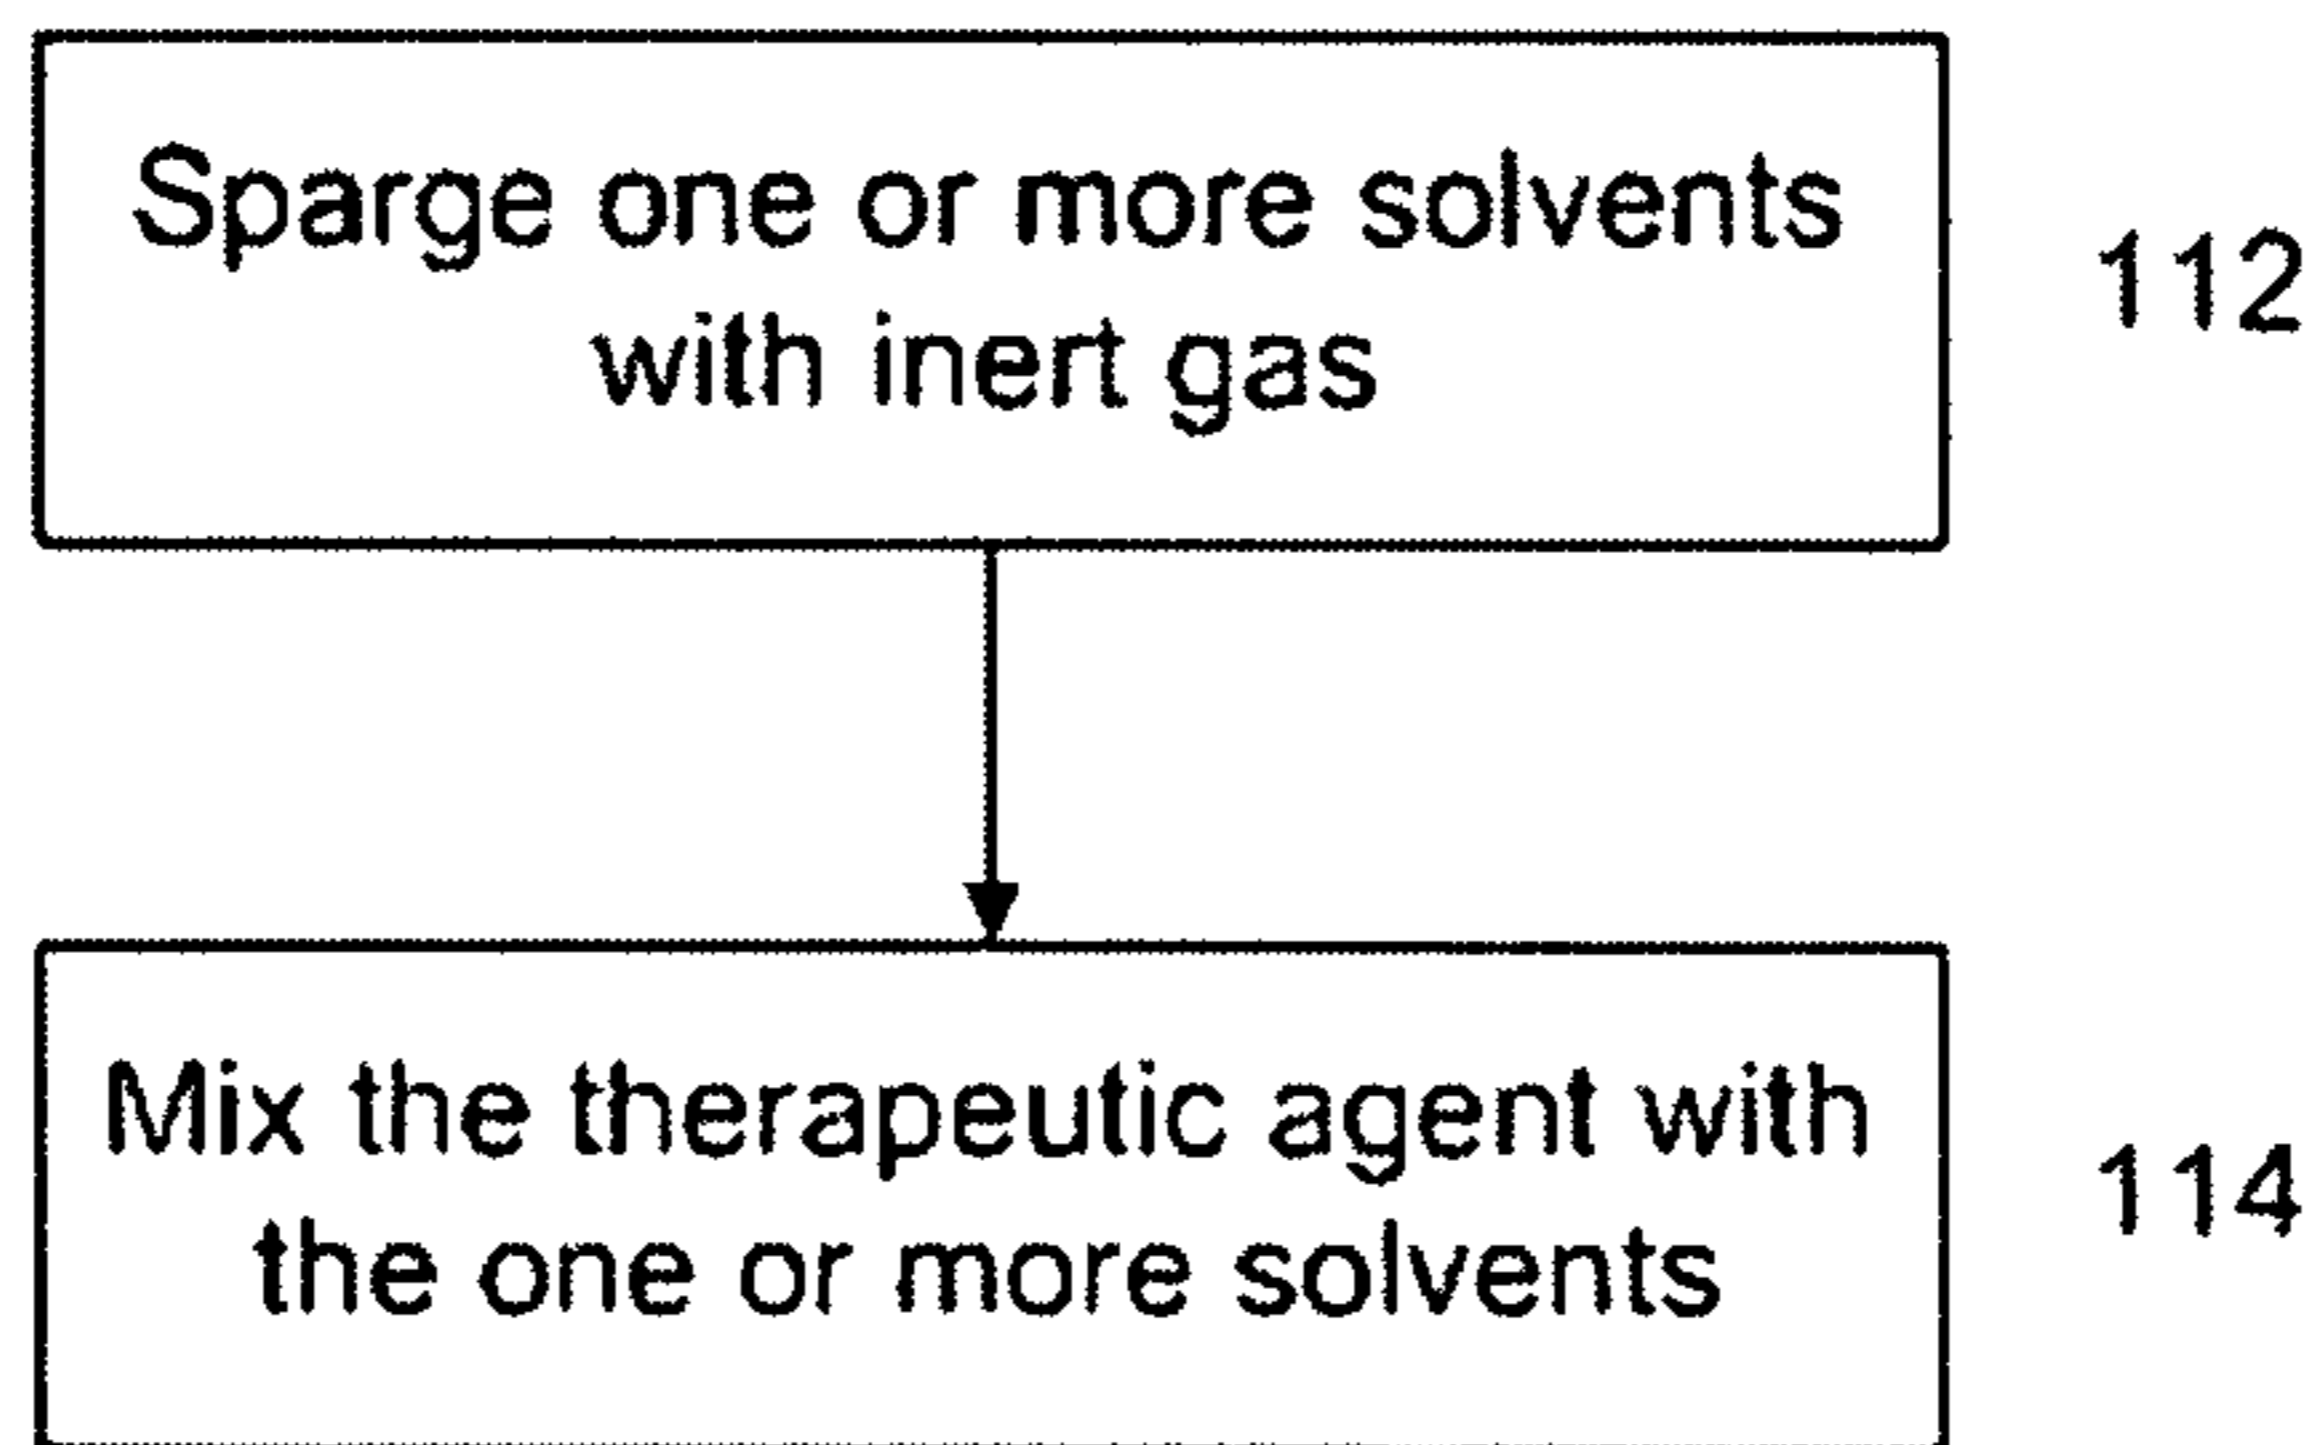 Sparge one or more solvents
with inert gas
112
Mix the therapeutic agent with
the one or more solvents
114